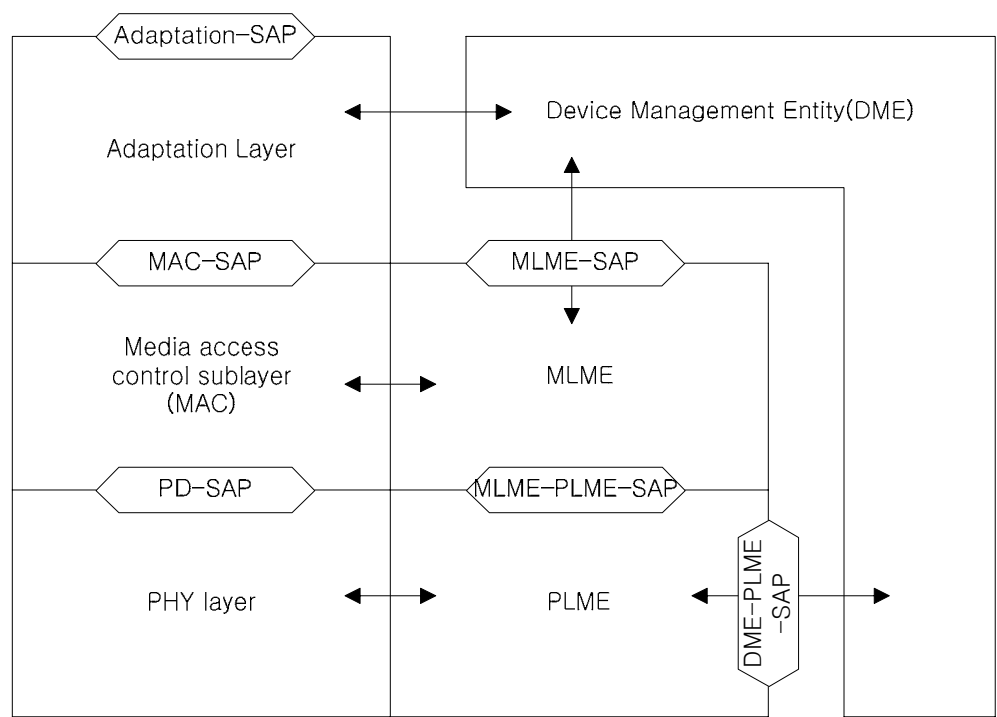 Adaptation-SAP
Device Management Entity(DME)
Adaptation Layer
MAC-SAP
MLME-SAP
Media access
control sublayer
(MAC)
MLME
PD-SAP
MLME-PLME-SAP
PHY layer
PLME
DME-PLME
-SAP